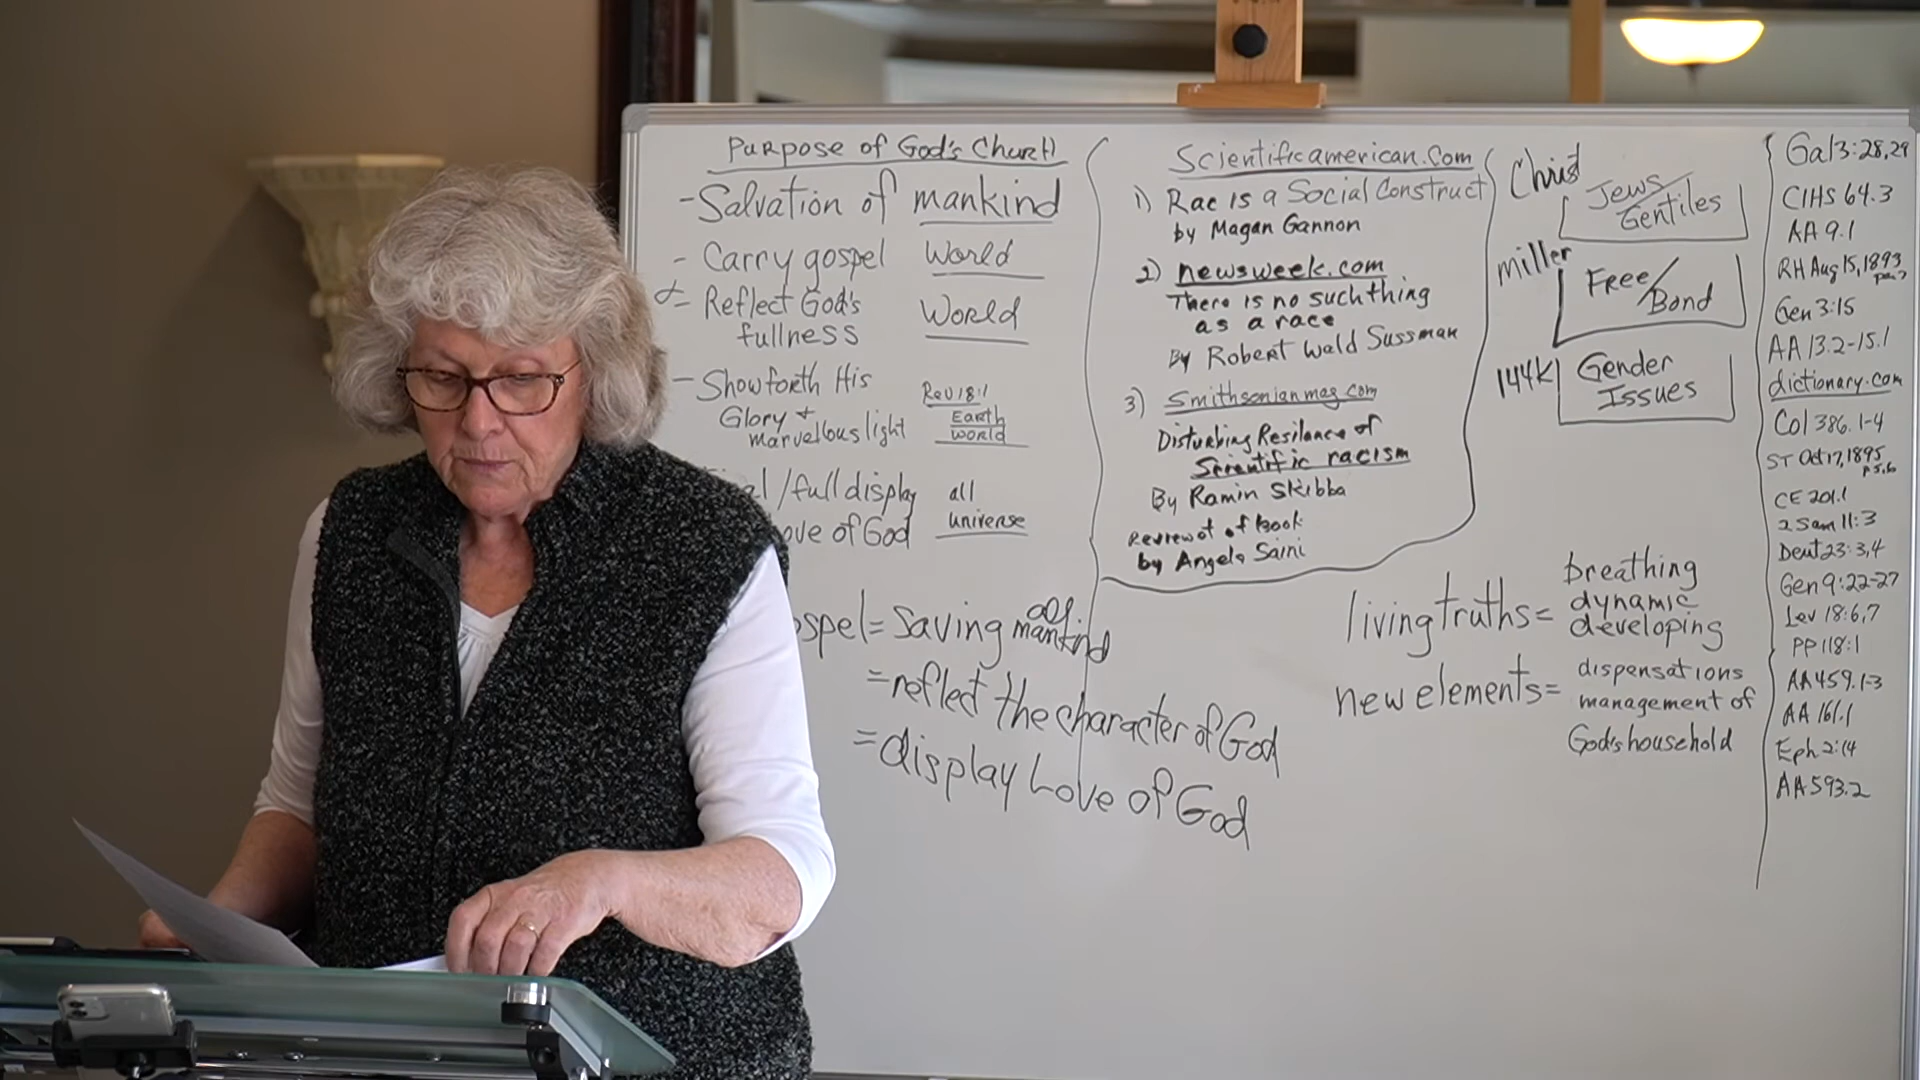 Purpose of God's Church
- Salvation of mankind
- Carry gospel World
- Reflect God's World
fullness
- Show forth His Rev 18:1
Glory + Earth
marvellous light World
al / full display all
ove of God universe
Scientificamerican.com
1) Rac Is a Social Construct
by Magan Gannon
2) newsweek.com
There is no such thing
as a race
By Robert Wald Sussman
3) Smithsonianmag.com
Disturbing Resilance of
Scientific racism
By Ramin Skibba
of Book
by Angela Saini
Christ
Jews/
Gentiles
miller
Free/
Bond
144K
Gender
Issues
spel = Saving all
mankind
= reflect the character of God
= display Love of God
living truths = breathing
dynamic
developing
new elements = dispensations
management of
God's household
Gal 3:28,29
CIHS 64.3
AA 9.1
RH Aug 15, 1893
Gen 3:15
AA 13.2-15.1
dictionary.com
Col 386.1-4
ST Oct 17, 1895
p 5,6
CE 201.1
2 Sam 11:3
Deut 23:3,4
Gen 9:22-27
Lev 18:6,7
PP 118:1
AA 459.1-3
AA 161.1
Eph 2:14
AA 593.2